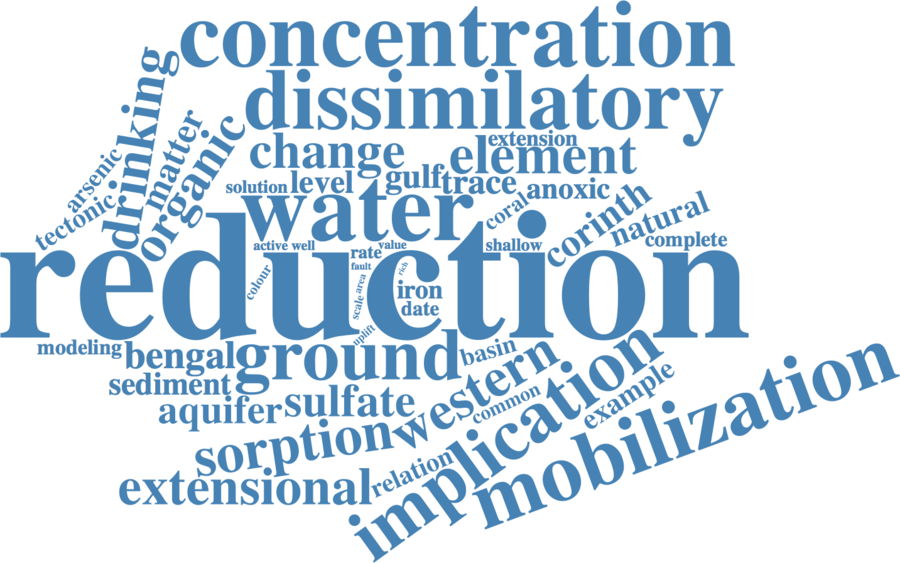 concentration
dissimilatory
drinking
matter
organic
arsenic
tectonic
change
extension
element
solution
level
gulf
trace
anoxic
water
coral
corinth
natural
active well
value
shallow
complete
reduction
rate
fault
rich
colour
area
scale
iron
date
uplift
modeling
bengal
ground
basin
sediment
western
aquifer
sulfate
common
implication
example
sorption
mobilization
extensional
relation